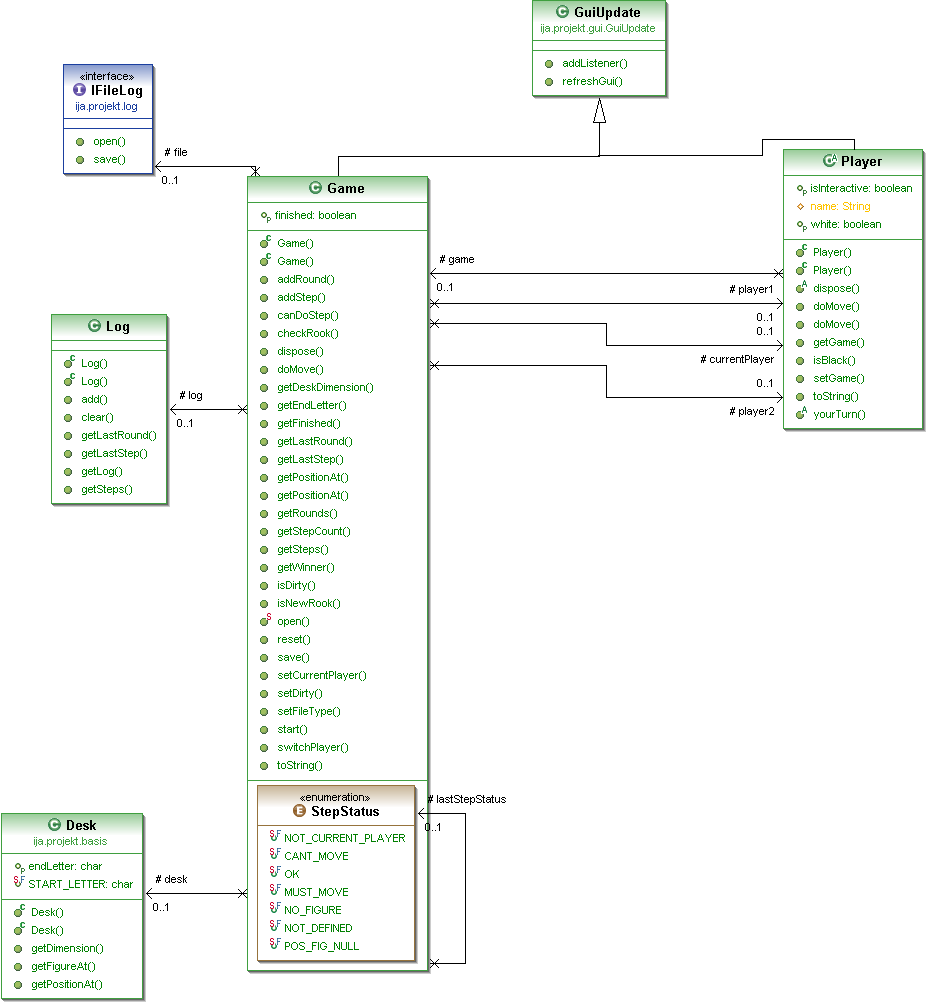 GuiUpdate
ija.projekt.gui.GuiUpdate
addListener()
refreshGui()
«interface»
IFileLog
ija.projekt.log
open()
save()
# file
0..1
Game
finished: boolean
Game()
Game()
addRound()
addStep()
canDoStep()
checkRook()
dispose()
doMove()
getDeskDimension()
getEndLetter()
getFinished()
getLastRound()
getLastStep()
getPositionAt()
getPositionAt()
getRounds()
getStepCount()
getSteps()
getWinner()
isDirty()
isNewRook()
open()
reset()
save()
setCurrentPlayer()
setDirty()
setFileType()
start()
switchPlayer()
toString()
«enumeration»
StepStatus
NOT_CURRENT_PLAYER
CANT_MOVE
OK
MUST_MOVE
NO_FIGURE
NOT_DEFINED
POS_FIG_NULL
# lastStepStatus
0..1
Player
isInteractive: boolean
name: String
white: boolean
Player()
Player()
dispose()
doMove()
doMove()
getGame()
isBlack()
setGame()
toString()
yourTurn()
# game
0..1
# player1
0..1
0..1
# currentPlayer
0..1
# player2
Log
Log()
Log()
add()
clear()
getLastRound()
getLastStep()
getLog()
getSteps()
# log
0..1
Desk
ija.projekt.basis
endLetter: char
START_LETTER: char
Desk()
Desk()
getDimension()
getFigureAt()
getPositionAt()
# desk
0..1